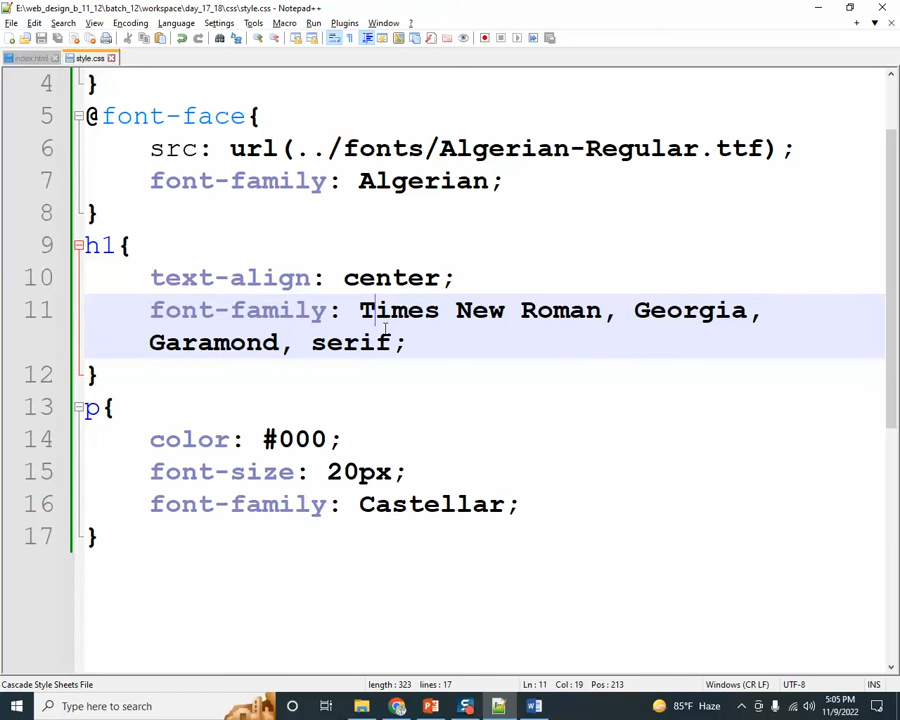 E:\web_design_b_11_12\batch_12\workspace\day_17_18\css\style.css - Notepad++
File Edit Search View Encoding Language Settings Tools Macro Run Plugins Window ?
index.html style.css
4 }
5 @font-face{
6 src: url(../fonts/Algerian-Regular.ttf);
7 font-family: Algerian;
8 }
9 h1{
10 text-align: center;
11 font-family: Times New Roman, Georgia,
Garamond, serif;
12 }
13 p{
14 color: #000;
15 font-size: 20px;
16 font-family: Castellar;
17 }
Cascade Style Sheets File length : 323 lines : 17 Ln : 11 Col : 19 Pos : 213 Windows (CR LF) UTF-8 INS
Type here to search 85°F Haze 5:05 PM
11/9/2022